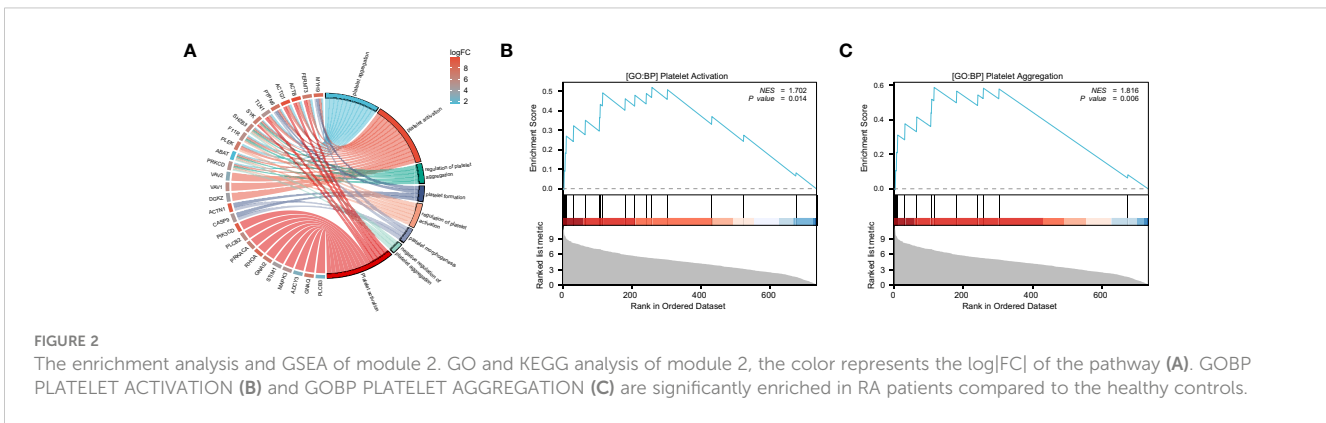 A
logFC
8
6
4
2
MYH9
FERMT3
ACTB
ACTG1
PTPN6
TLN1
SYK
SH2B3
F11R
PLEK
ABAT
PRKCD
VAV3
VAV1
DGKZ
ACTN1
CASP9
PIK3CD
PLCB2
RHOA
GNAI2
STIM1
MAPK3
ADCY3
GNAQ
PLCB3
platelet aggregation
platelet activation
regulation of platelet
aggregation
platelet formation
regulation of platelet
activation
platelet morphogenesis
negative regulation of
platelet aggregation
Platelet activation
B
[GO:BP] Platelet Activation
NES = 1.702
P value = 0.014
Enrichment Score
0.5
0.4
0.3
0.2
0.1
0.0
Ranked list metric
9
6
3
0
0
200
400
600
Rank in Ordered Dataset
C
[GO:BP] Platelet Aggregation
NES = 1.816
P value = 0.006
Enrichment Score
0.6
0.4
0.2
0.0
Ranked list metric
9
6
3
0
0
200
400
600
Rank in Ordered Dataset
FIGURE 2
The enrichment analysis and GSEA of module 2. GO and KEGG analysis of module 2, the color represents the log|FC| of the pathway (A). GOBP
PLATELET ACTIVATION (B) and GOBP PLATELET AGGREGATION (C) are significantly enriched in RA patients compared to the healthy controls.